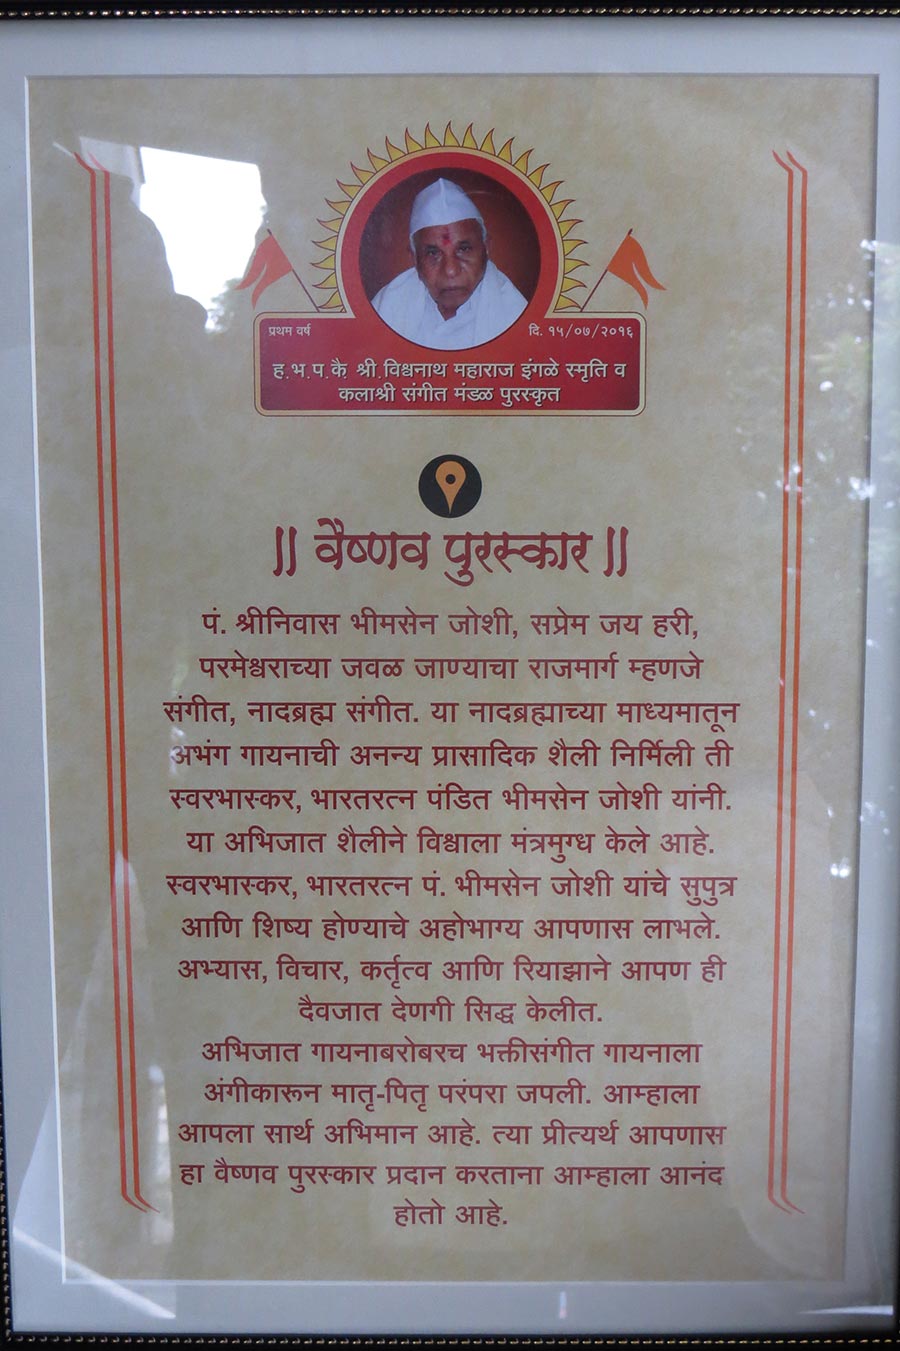 प्रथम वर्ष
दि. १५/०७/२०१६
ह.भ.प.कै. श्री.विश्वनाथ महाराज इंगळे स्मृति व
कलाश्री संगीत मंडळ पुरस्कृत
|| वैष्णव पुरस्कार ||
पं. श्रीनिवास भीमसेन जोशी, सप्रेम जय हरी,
परमेश्वराच्या जवळ जाण्याचा राजमार्ग म्हणजे
संगीत, नादब्रह्म संगीत. या नादब्रह्माच्या माध्यमातून
अभंग गायनाची अनन्य प्रासादिक शैली निर्मिली ती
स्वरभास्कर, भारतरत्न पंडित भीमसेन जोशी यांनी.
या अभिजात शैलीने विश्वाला मंत्रमुग्ध केले आहे.
स्वरभास्कर, भारतरत्न पं. भीमसेन जोशी यांचे सुपुत्र
आणि शिष्य होण्याचे अहोभाग्य आपणास लाभले.
अभ्यास, विचार, कर्तृत्व आणि रियाझाने आपण ही
दैवजात देणगी सिद्ध केलीत.
अभिजात गायनाबरोबरच भक्तीसंगीत गायनाला
अंगीकारून मातृ-पितृ परंपरा जपली. आम्हाला
आपला सार्थ अभिमान आहे. त्या प्रीत्यर्थ आपणास
हा वैष्णव पुरस्कार प्रदान करताना आम्हाला आनंद
होतो आहे.